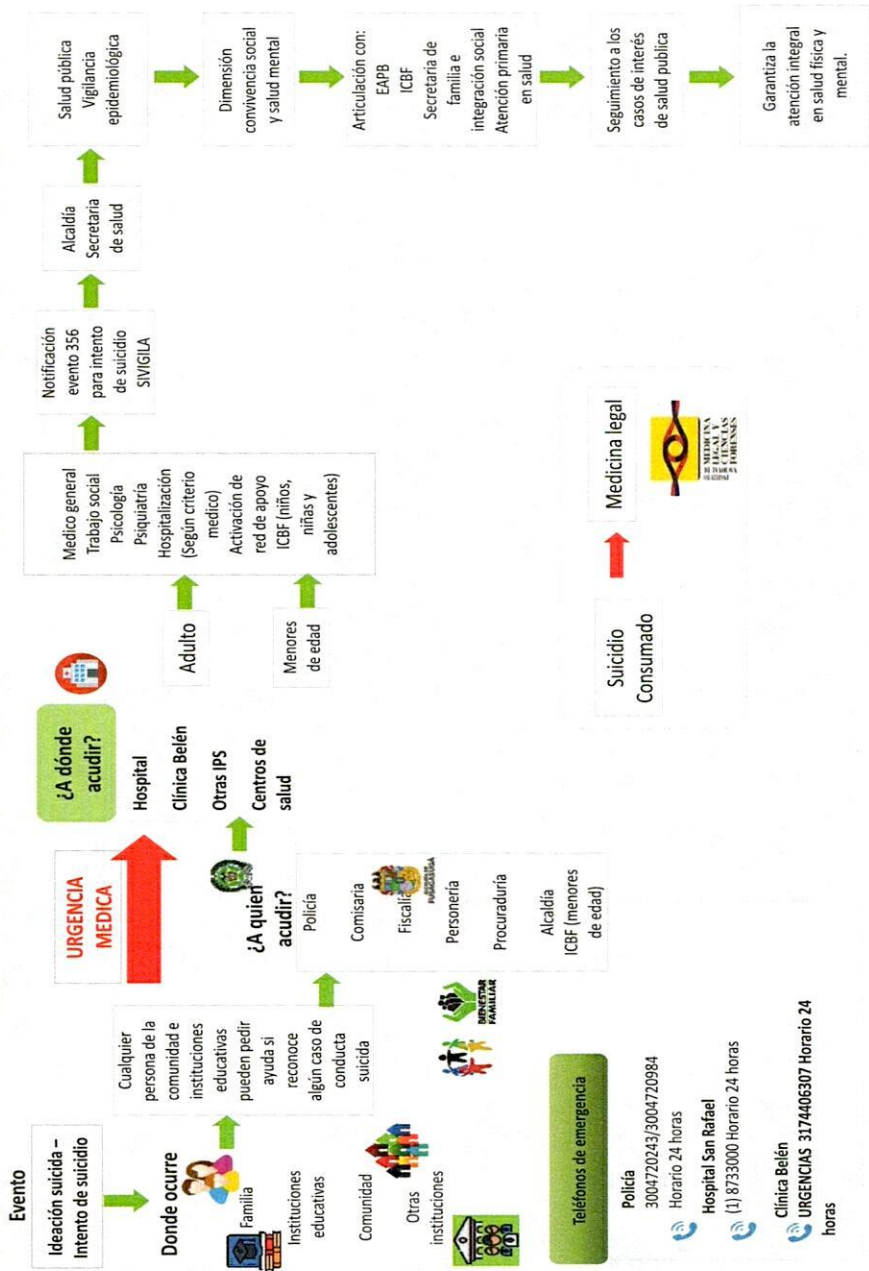 Evento
Ideación suicida –
Intento de suicidio
Donde ocurre
Familia
Instituciones
educativas
Comunidad
Otras
instituciones
Cualquier
persona de la
comunidad e
instituciones
educativas
pueden pedir
ayuda si
reconoce
algún caso de
conducta
suicida
BIENESTAR
FAMILIAR
URGENCIA
MEDICA
¿A quien
acudir?
Policía
Comisaria
Fiscalía
Personería
Procuraduría
Alcaldía
ICBF (menores
de edad)
¿A dónde
acudir?
Hospital
Clínica Belén
Otras IPS
Centros de
salud
Adulto
Menores
de edad
Medico general
Trabajo social
Psicología
Psiquiatría
Hospitalización
(Según criterio
medico)
Activación de
red de apoyo
ICBF (niños,
niñas y
adolescentes)
Notificación
evento 356
para intento
de suicidio
SIVIGILA
Alcaldía
Secretaria
de salud
Salud pública
Vigilancia
epidemiológica
Dimensión
convivencia social
y salud mental
Articulación con:
EAPB
ICBF
Secretaria de
familia e
integración social
Atención primaria
en salud
Seguimiento a los
casos de interés
de salud publica
Garantiza la
atención integral
en salud física y
mental.
Suicidio
Consumado
Medicina legal
MEDICINA
LEGAL Y
CIENCIAS
FORENSES
Teléfonos de emergencia
Policía
3004720243/3004720984
Horario 24 horas
Hospital San Rafael
(1) 8733000 Horario 24 horas
Clínica Belén
URGENCIAS 3174406307 Horario 24
horas